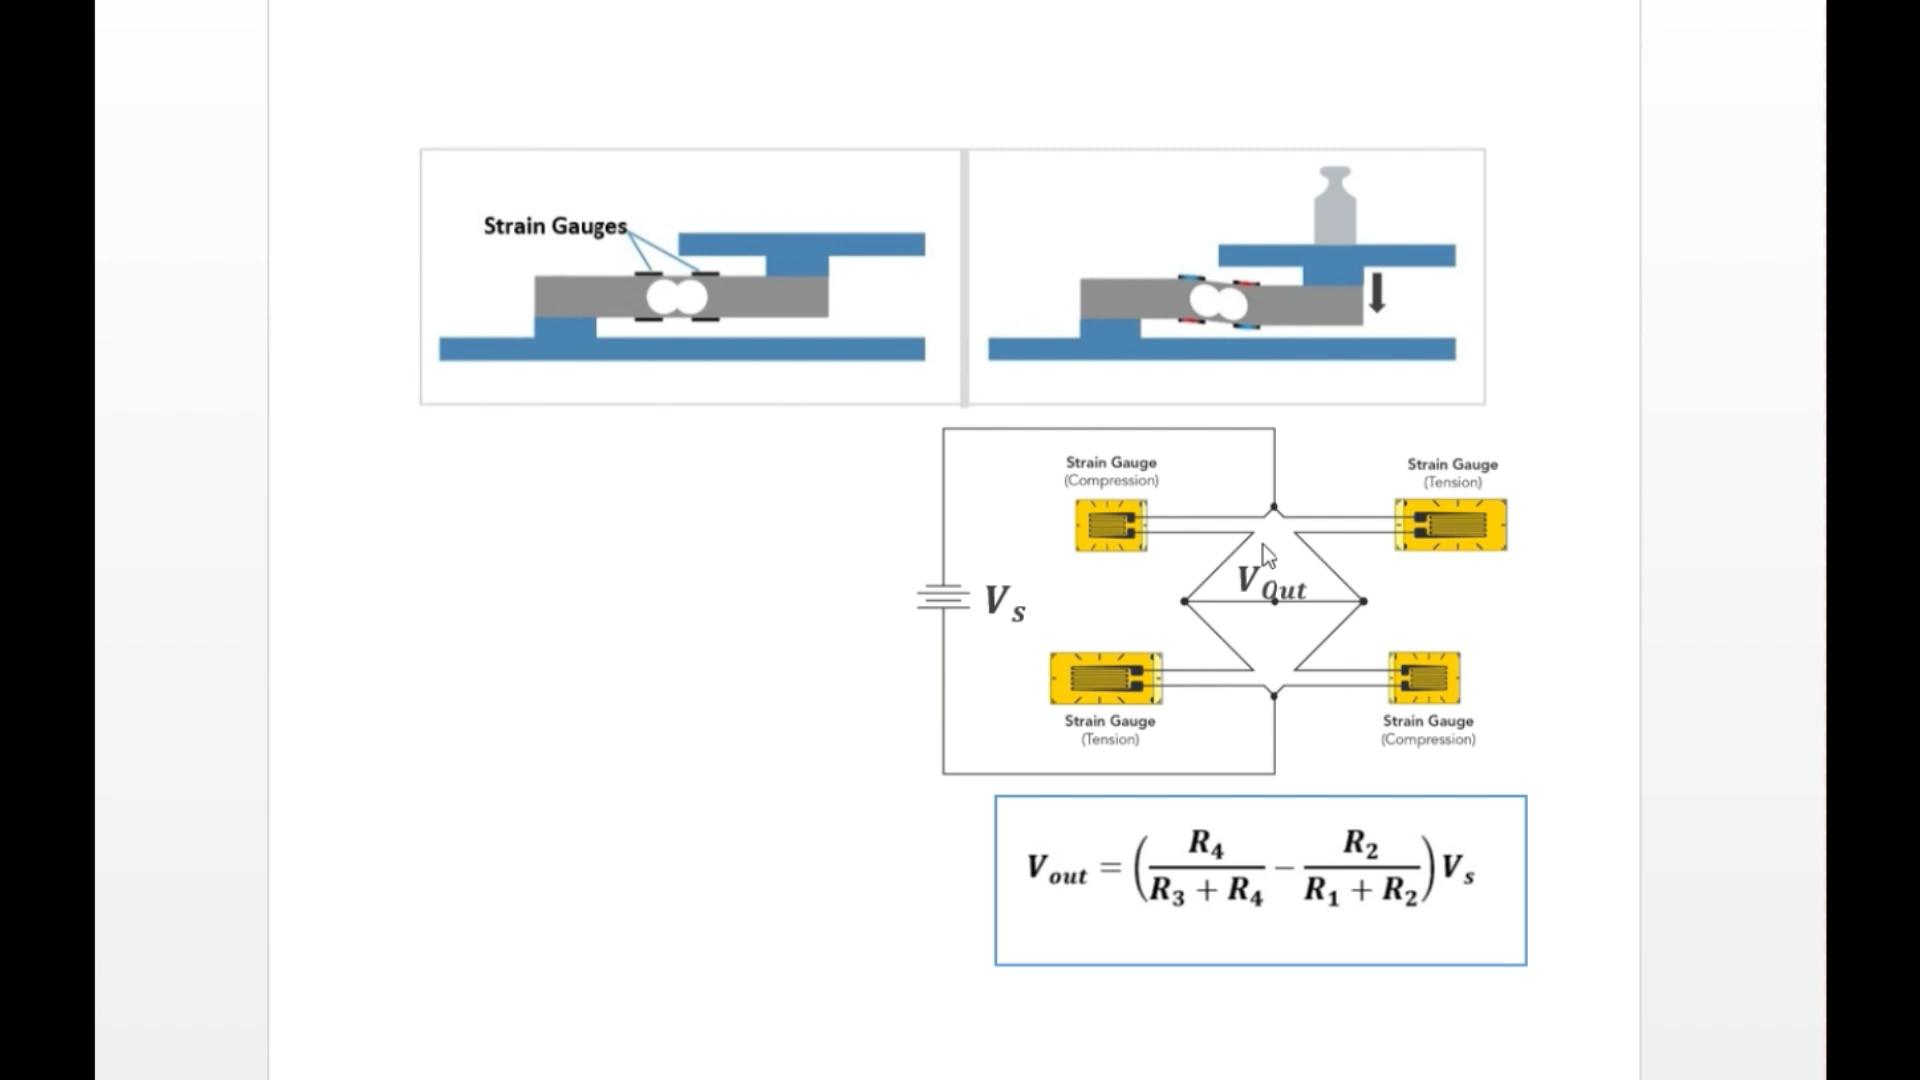 Strain Gauges
Strain Gauge
(Compression)
Strain Gauge
(Tension)
V_Out
V_s
Strain Gauge
(Tension)
Strain Gauge
(Compression)
V_out = (R_4/(R_3 + R_4) − R_2/(R_1 + R_2)) V_s